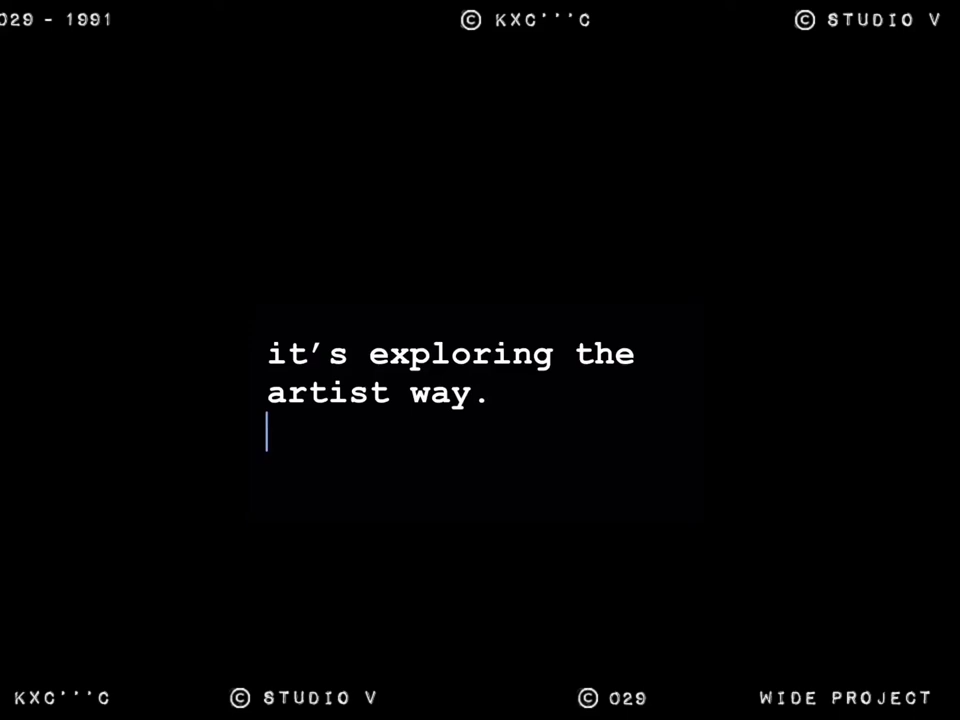 029 - 1991 © KXC'''C © STUDIO V
it’s exploring the
artist way.
KXC'''C © STUDIO V © 029 WIDE PROJECT